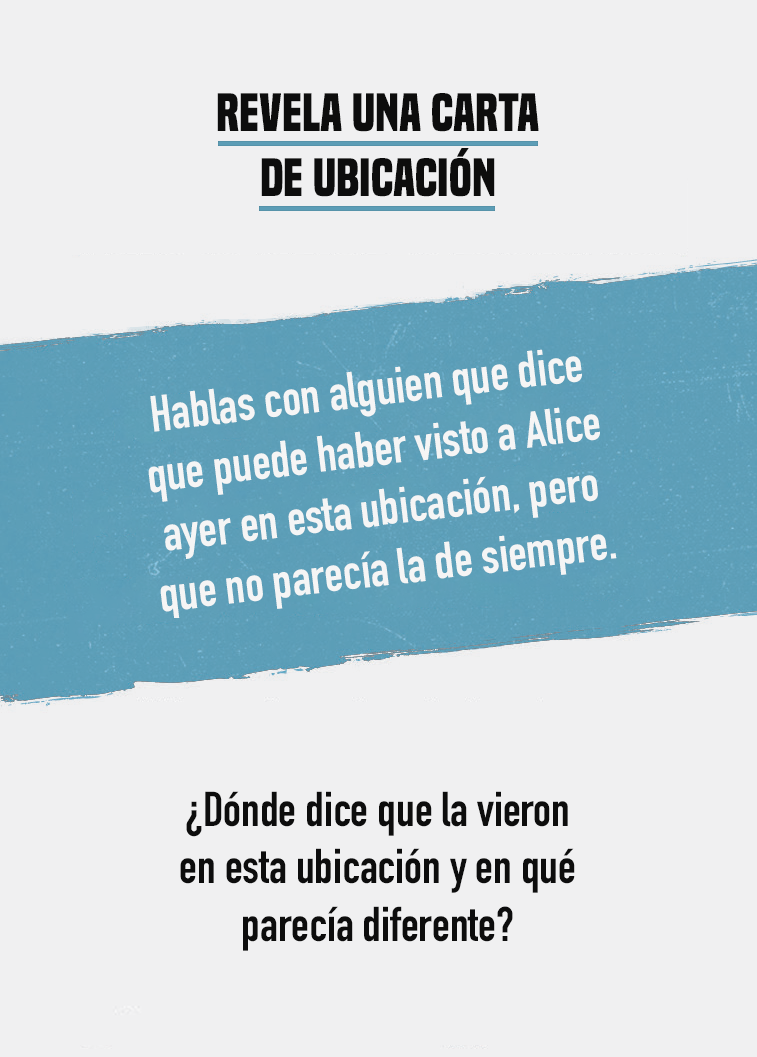 REVELA UNA CARTA
DE UBICACIÓN
Hablas con alguien que dice
que puede haber visto a Alice
ayer en esta ubicación, pero
que no parecía la de siempre.
¿Dónde dice que la vieron
en esta ubicación y en qué
parecía diferente?